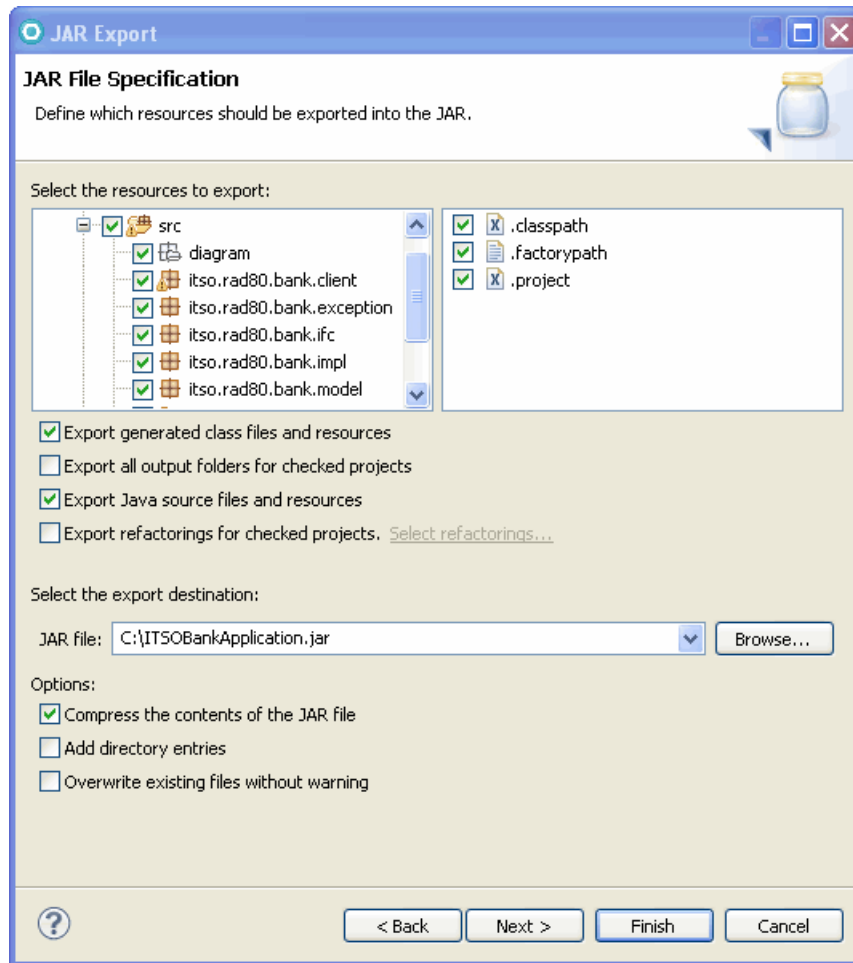 JAR Export
JAR File Specification
Define which resources should be exported into the JAR.
Select the resources to export:
src
diagram
itso.rad80.bank.client
itso.rad80.bank.exception
itso.rad80.bank.ifc
itso.rad80.bank.impl
itso.rad80.bank.model
.classpath
.factorypath
.project
Export generated class files and resources
Export all output folders for checked projects
Export Java source files and resources
Export refactorings for checked projects. Select refactorings...
Select the export destination:
JAR file: C:\ITSOBankApplication.jar Browse...
Options:
Compress the contents of the JAR file
Add directory entries
Overwrite existing files without warning
? < Back Next > Finish Cancel